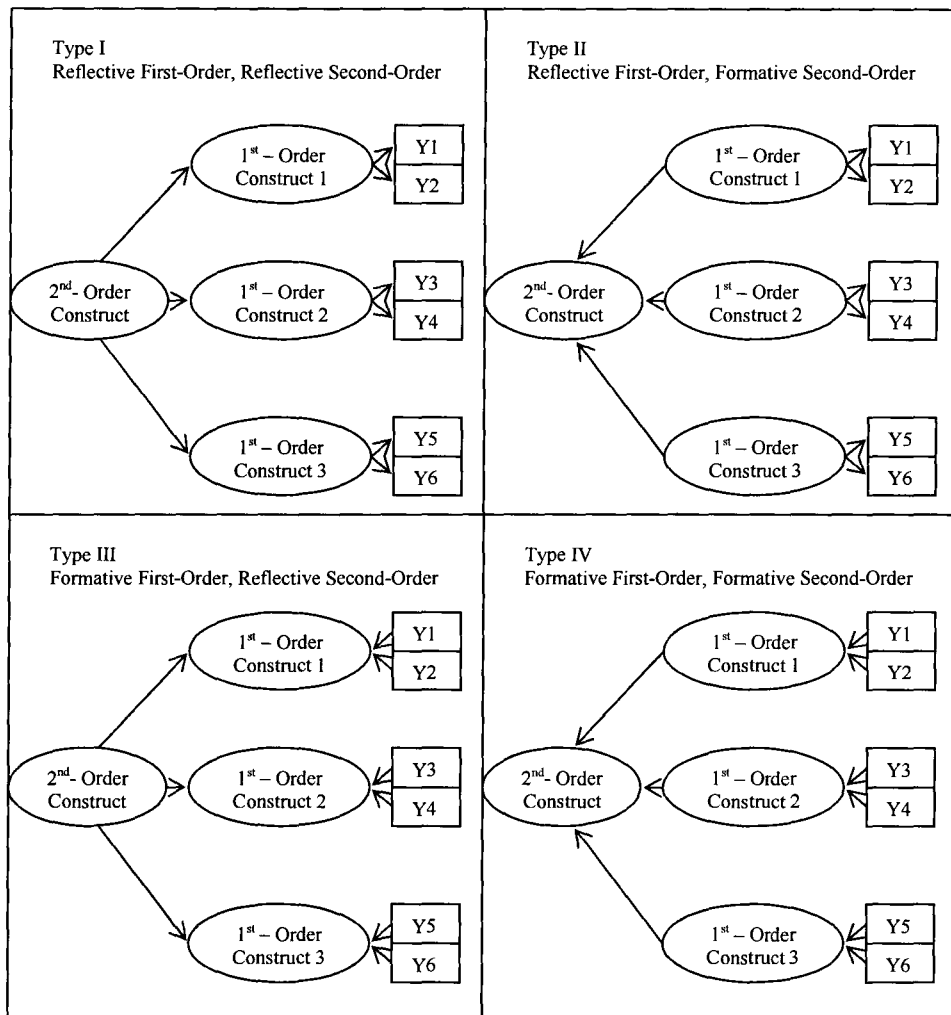 Type I
Reflective First-Order, Reflective Second-Order
1st – Order
Construct 1
Y1
Y2
2nd- Order
Construct
1st – Order
Construct 2
Y3
Y4
1st – Order
Construct 3
Y5
Y6
Type II
Reflective First-Order, Formative Second-Order
1st – Order
Construct 1
Y1
Y2
2nd- Order
Construct
1st – Order
Construct 2
Y3
Y4
1st – Order
Construct 3
Y5
Y6
Type III
Formative First-Order, Reflective Second-Order
1st – Order
Construct 1
Y1
Y2
2nd- Order
Construct
1st – Order
Construct 2
Y3
Y4
1st – Order
Construct 3
Y5
Y6
Type IV
Formative First-Order, Formative Second-Order
1st – Order
Construct 1
Y1
Y2
2nd- Order
Construct
1st – Order
Construct 2
Y3
Y4
1st – Order
Construct 3
Y5
Y6